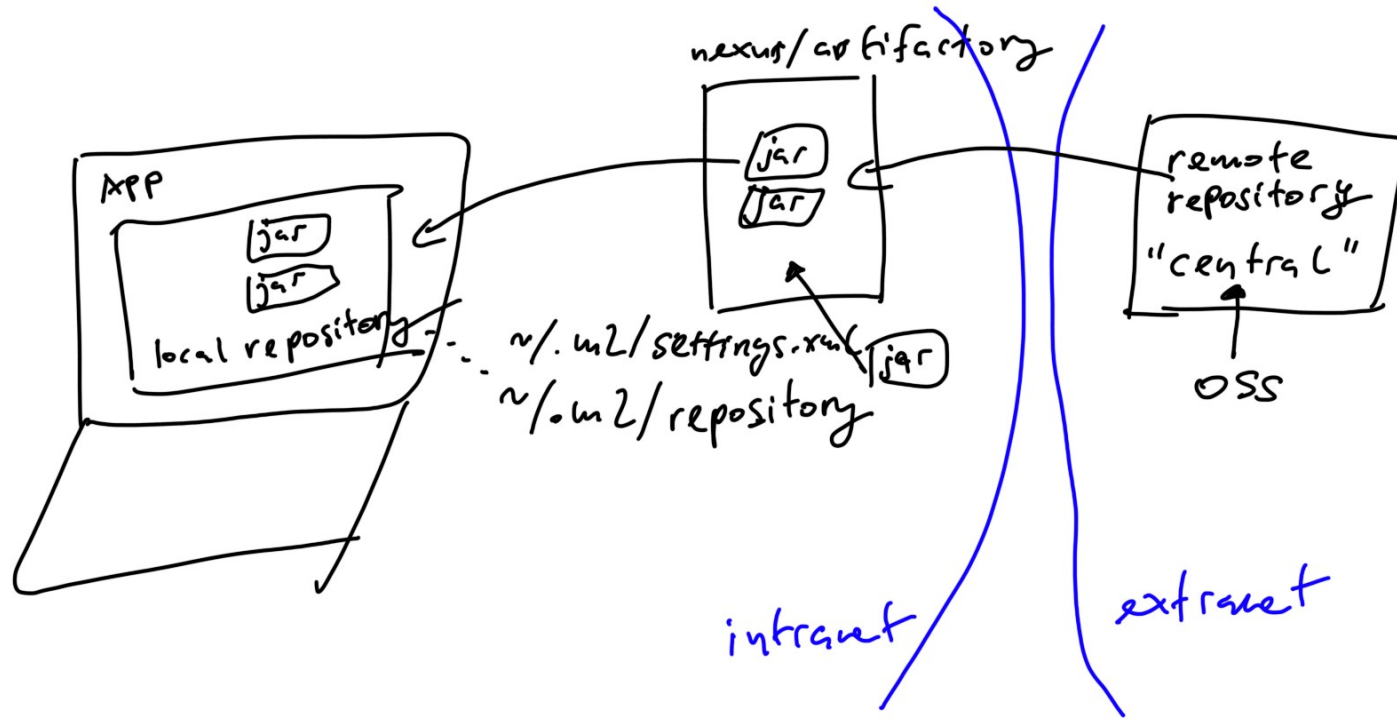 nexus/artifactory
APP
jar
jar
local repository
jar
jar
~/.m2/settings.xml
~/.m2/repository
jar
remote
repository
"central"
OSS
intranet
extranet